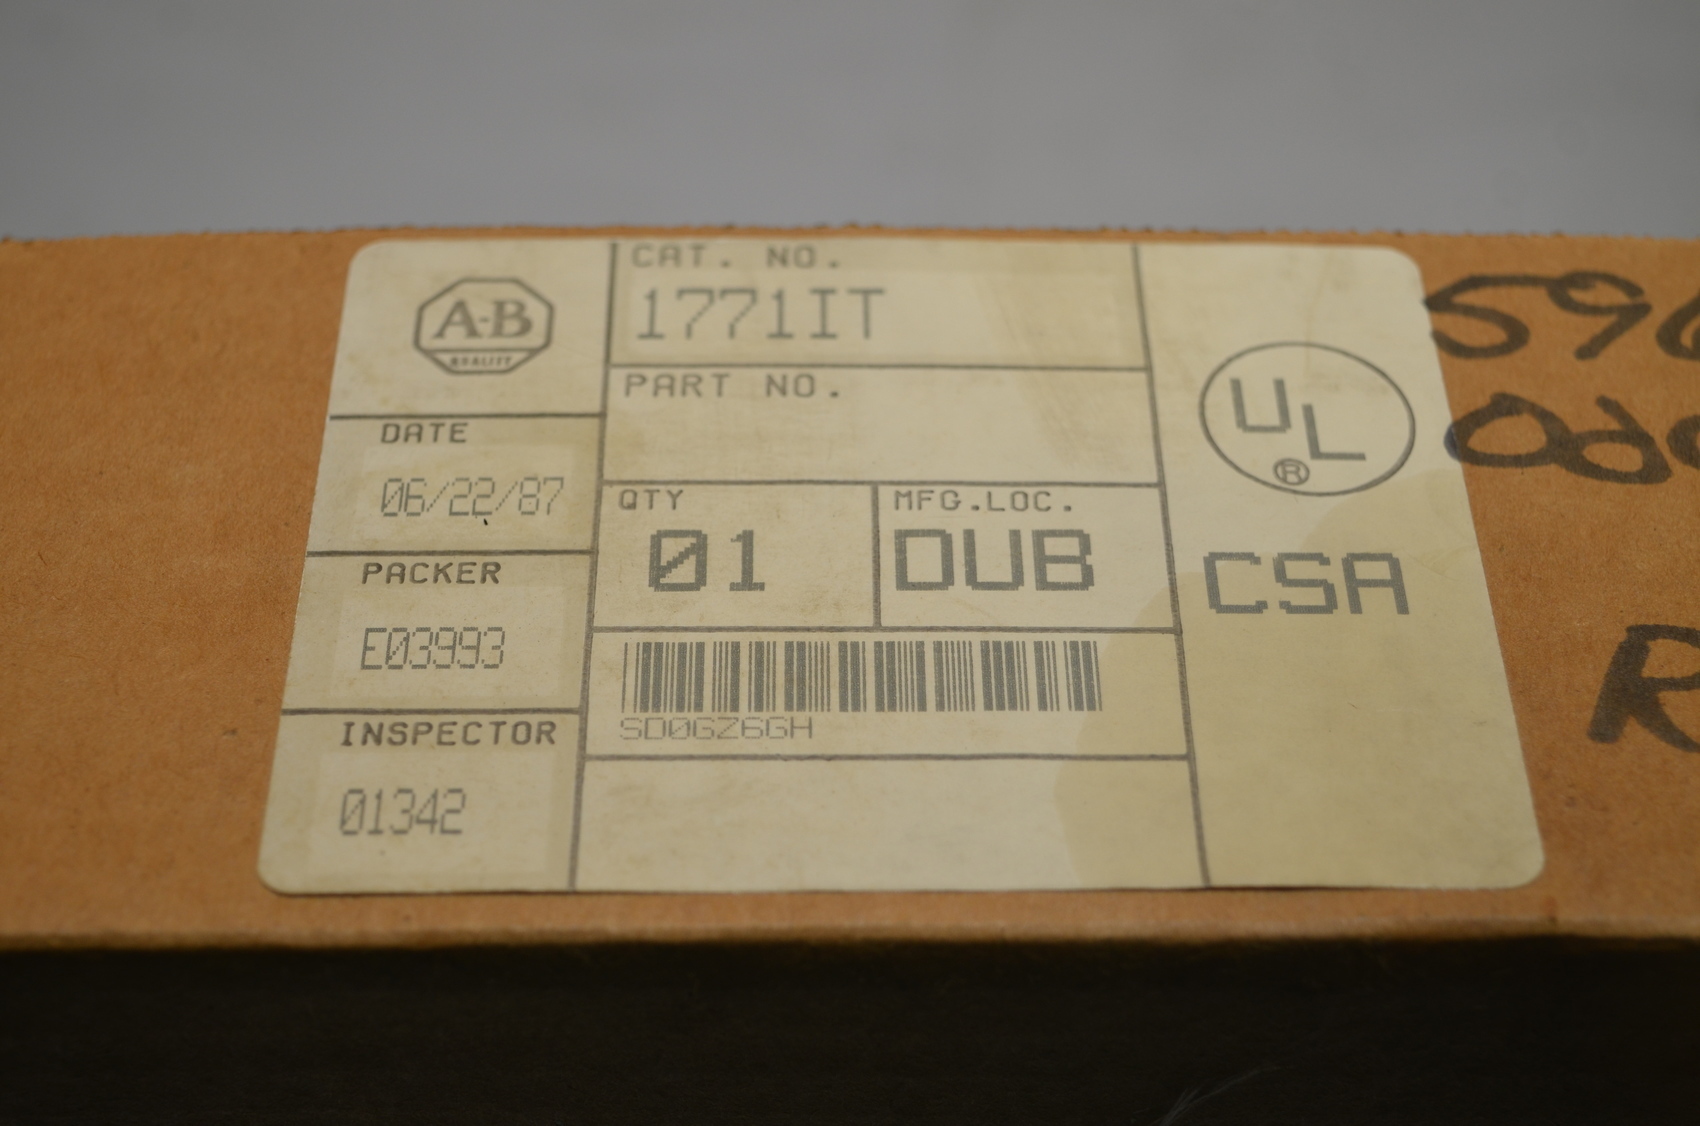 A-B
QUALITY
DATE
06/22/87
PACKER
E03993
INSPECTOR
01342
CAT. NO.
1771IT
PART NO.
QTY
01
MFG.LOC.
DUB
SD0GZ6GH
UL
®
CSA
596
R